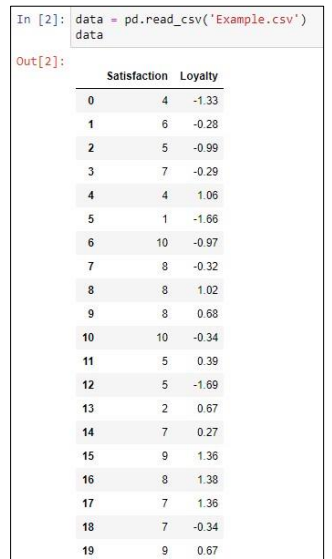 In [2]: data = pd.read_csv('Example.csv')
data
Out[2]:
Satisfaction Loyalty
0 4 -1.33
1 6 -0.28
2 5 -0.99
3 7 -0.29
4 4 1.06
5 1 -1.66
6 10 -0.97
7 8 -0.32
8 8 1.02
9 8 0.68
10 10 -0.34
11 5 0.39
12 5 -1.69
13 2 0.67
14 7 0.27
15 9 1.36
16 8 1.38
17 7 1.36
18 7 -0.34
19 9 0.67